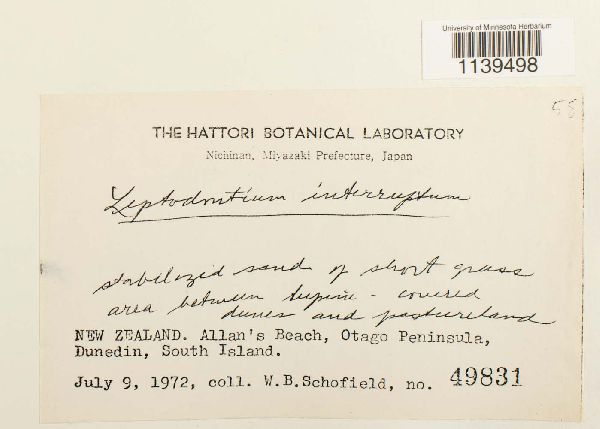 University of Minnesota Herbarium
1139498
58
THE HATTORI BOTANICAL LABORATORY
Nichinan, Miyazaki Prefecture, Japan
Leptodontium interruptum
stabilized sand of short grass
area between lupine - covered
dunes and pastureland
NEW ZEALAND. Allan's Beach, Otago Peninsula,
Dunedin, South Island.
July 9, 1972, coll. W.B.Schofield, no. 49831